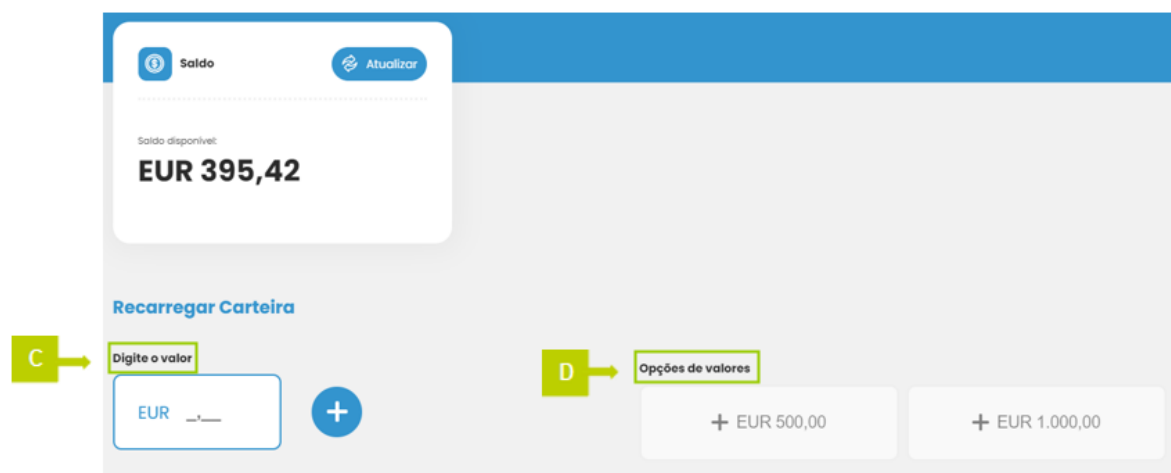 Saldo
Atualizar
Saldo disponível:
EUR 395,42
Recarregar Carteira
C
Digite o valor
D
Opções de valores
EUR _,__
+
+ EUR 500,00
+ EUR 1.000,00